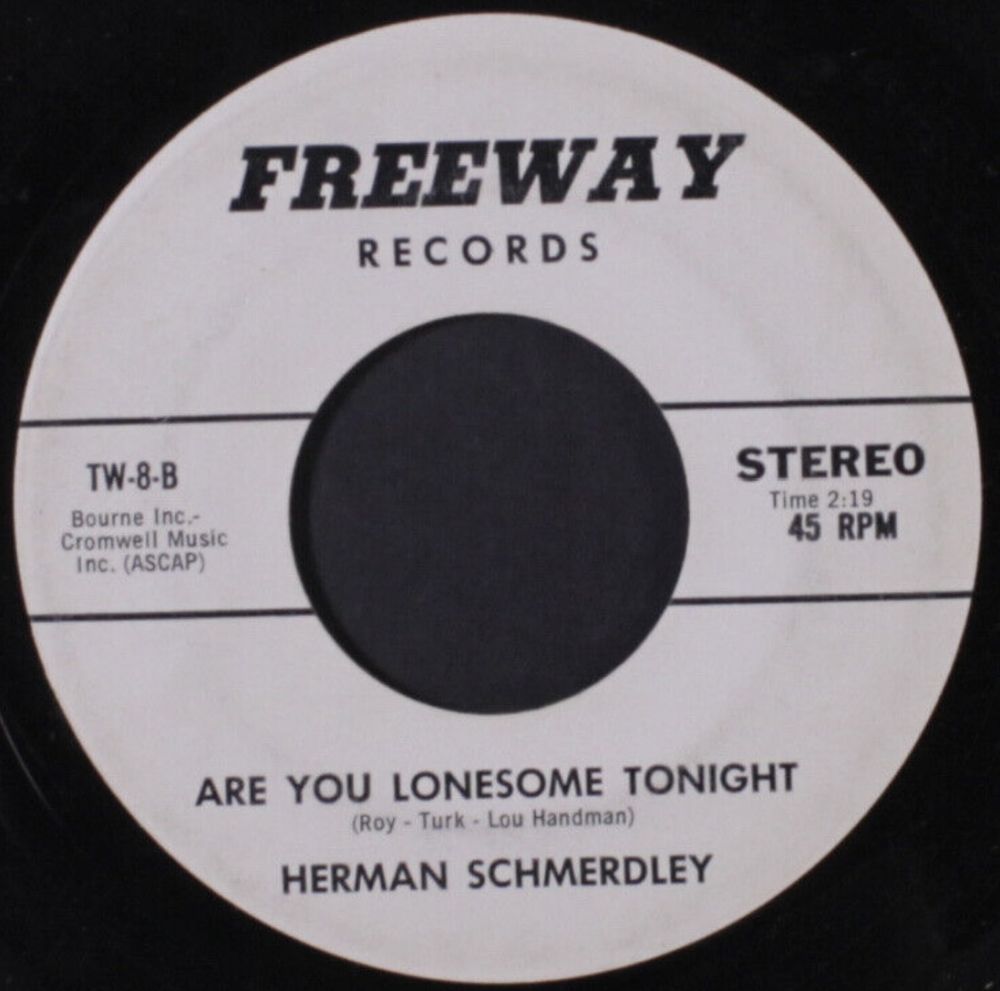 FREEWAY
RECORDS
TW-8-B
Bourne Inc.-
Cromwell Music
Inc. (ASCAP)
STEREO
Time 2:19
45 RPM
ARE YOU LONESOME TONIGHT
(Roy - Turk - Lou Handman)
HERMAN SCHMERDLEY